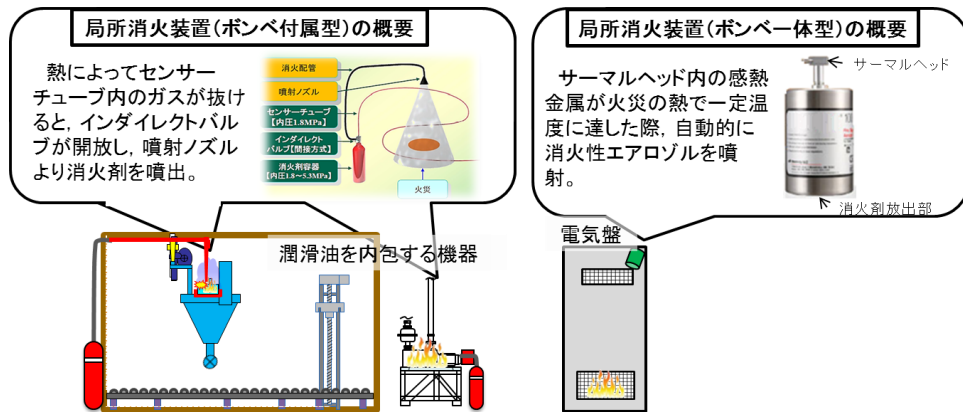 局所消火装置(ボンベ付属型)の概要
熱によってセンサー
チューブ内のガスが抜け
ると，インダイレクトバル
ブが開放し，噴射ノズル
より消火剤を噴出。
消火配管
噴射ノズル
センサーチューブ
【内圧1.8MPa】
インダイレクト
バルブ【間接方式】
消火剤容器
【内圧1.8～5.3MPa】
火災
潤滑油を内包する機器
局所消火装置(ボンベ一体型)の概要
サーマルヘッド内の感熱
金属が火災の熱で一定温
度に達した際，自動的に
消火性エアロゾルを噴
射。
サーマルヘッド
消火剤放出部
電気盤